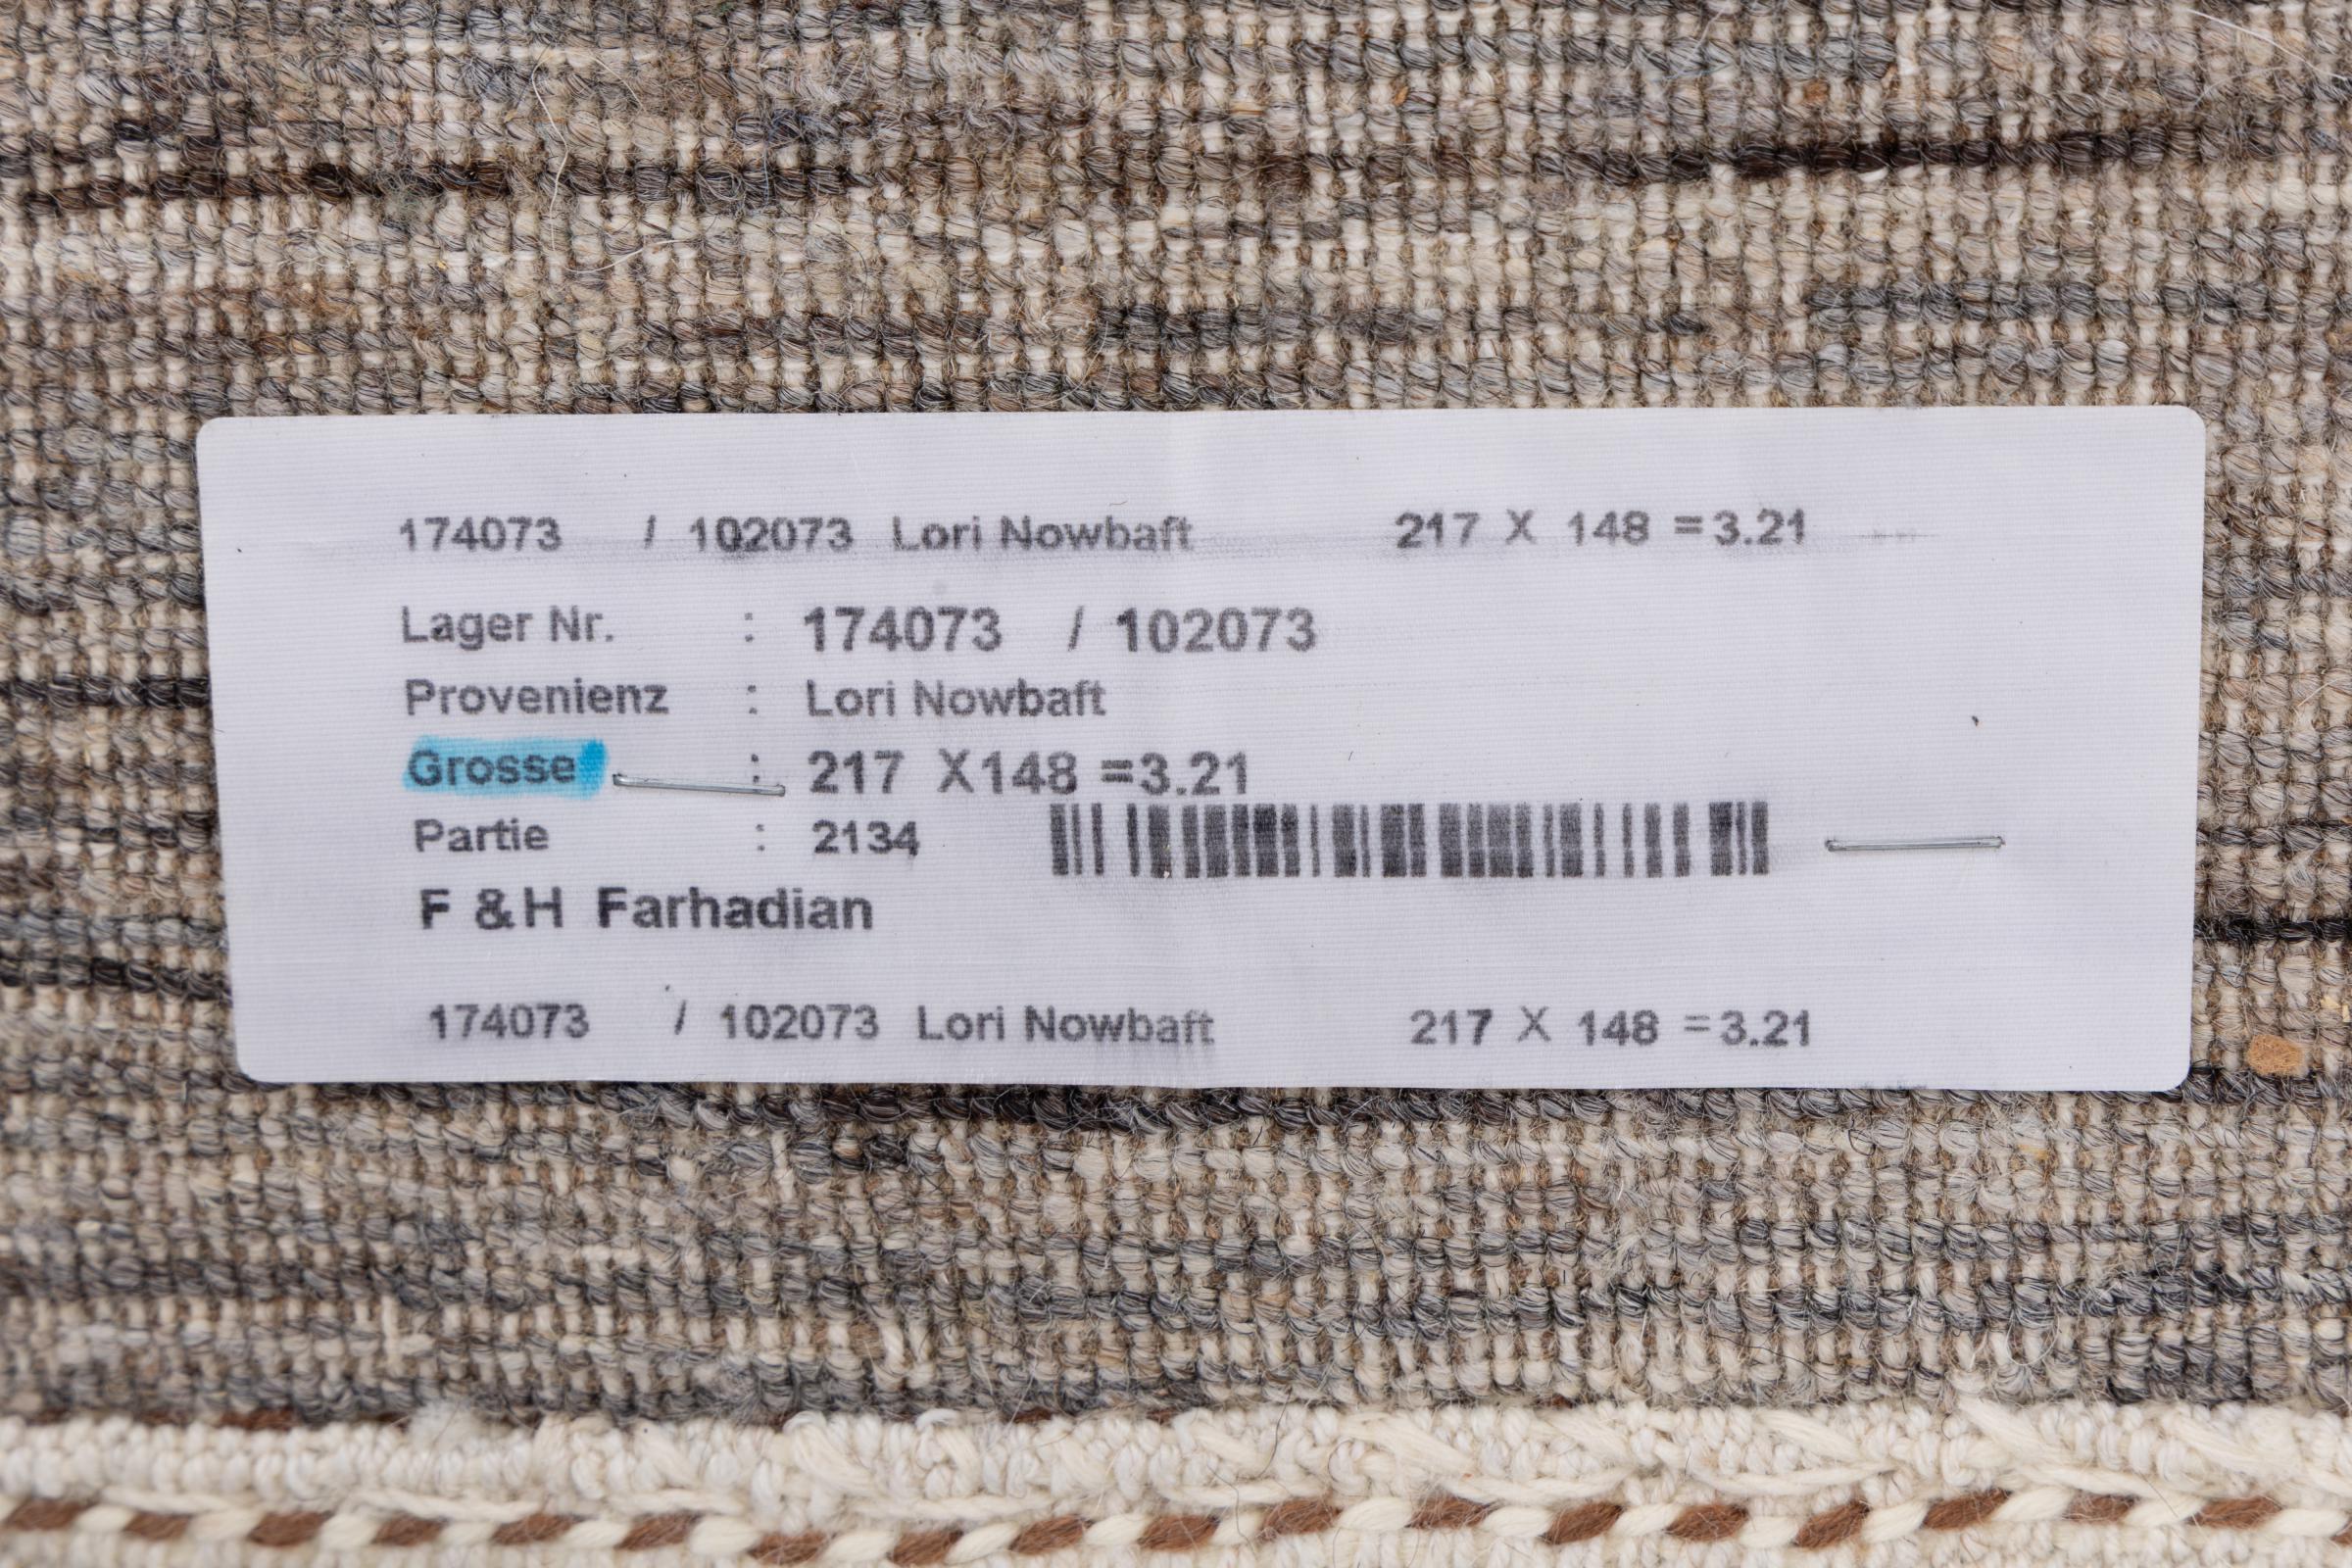 174073 / 102073 Lori Nowbaft 217 X 148 =3.21
Lager Nr. : 174073 / 102073
Provenienz : Lori Nowbaft
Grosse : 217 X148 =3.21
Partie : 2134
F & H Farhadian
174073 / 102073 Lori Nowbaft 217 X 148 =3.21